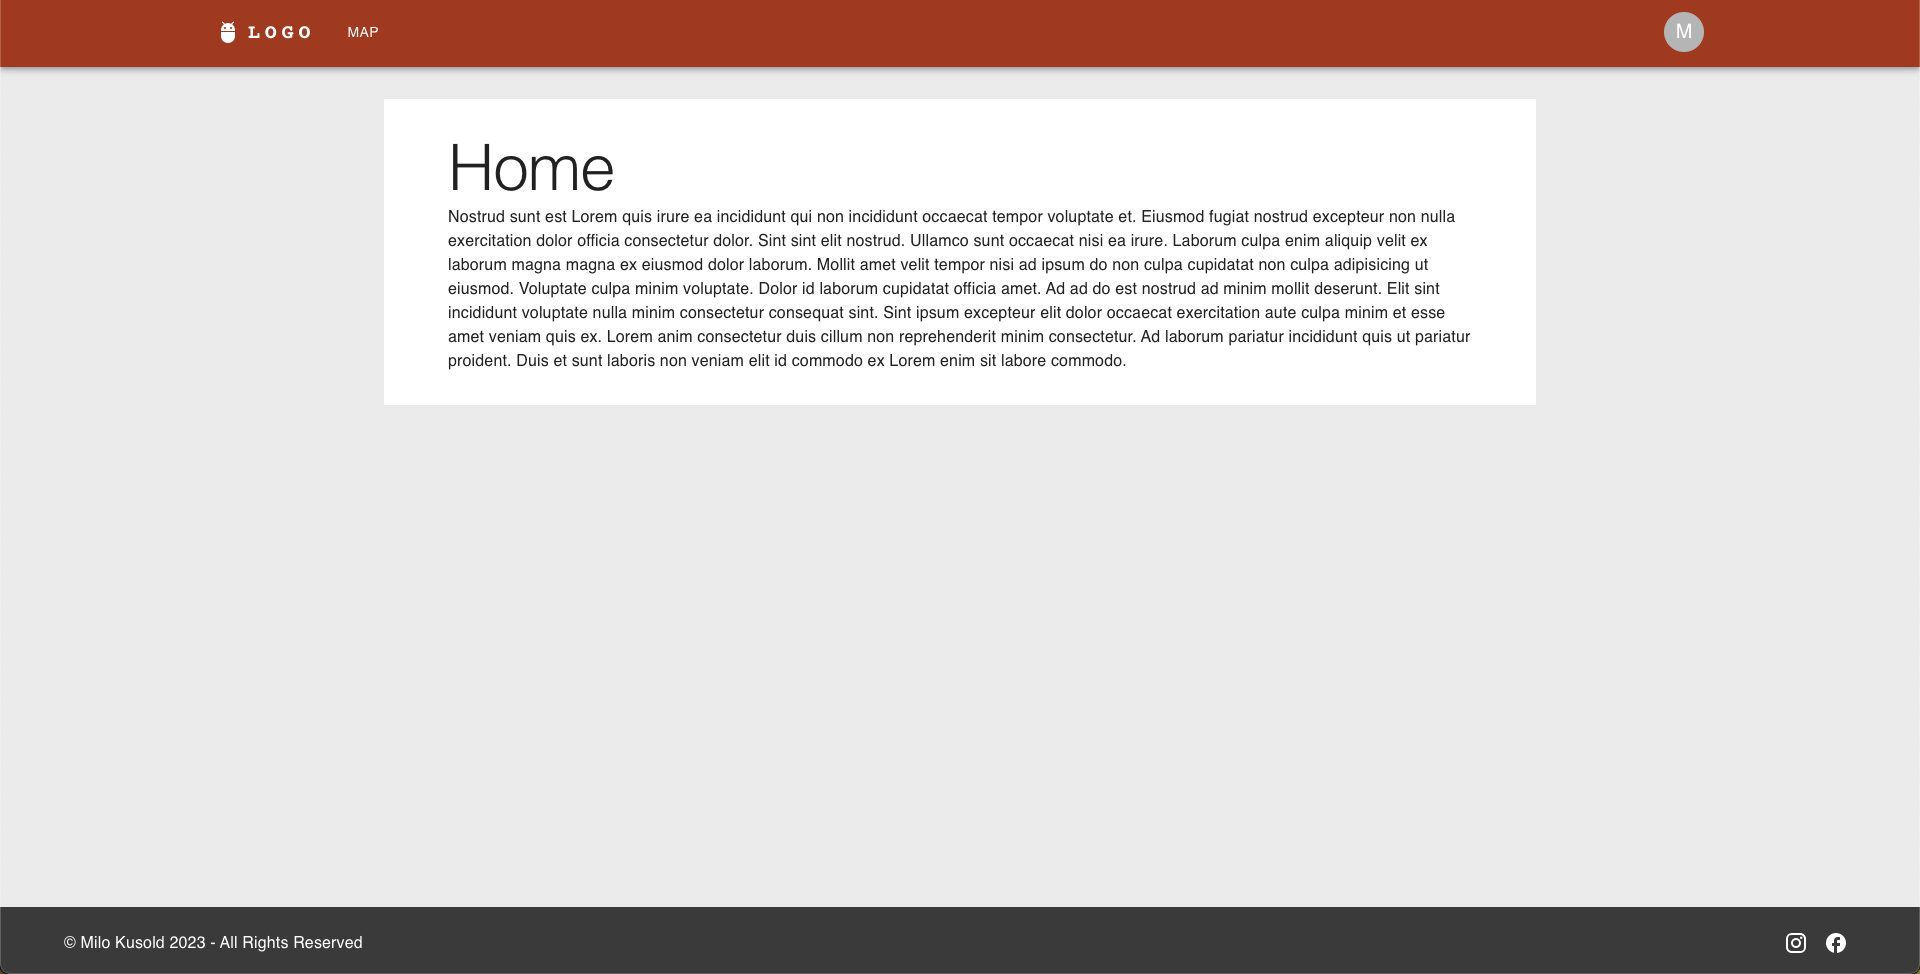 LOGO
MAP
M
Home
Nostrud sunt est Lorem quis irure ea incididunt qui non incididunt occaecat tempor voluptate et. Eiusmod fugiat nostrud excepteur non nulla
exercitation dolor officia consectetur dolor. Sint sint elit nostrud. Ullamco sunt occaecat nisi ea irure. Laborum culpa enim aliquip velit ex
laborum magna magna ex eiusmod dolor laborum. Mollit amet velit tempor nisi ad ipsum do non culpa cupidatat non culpa adipisicing ut
eiusmod. Voluptate culpa minim voluptate. Dolor id laborum cupidatat officia amet. Ad ad do est nostrud ad minim mollit deserunt. Elit sint
incididunt voluptate nulla minim consectetur consequat sint. Sint ipsum excepteur elit dolor occaecat exercitation aute culpa minim et esse
amet veniam quis ex. Lorem anim consectetur duis cillum non reprehenderit minim consectetur. Ad laborum pariatur incididunt quis ut pariatur
proident. Duis et sunt laboris non veniam elit id commodo ex Lorem enim sit labore commodo.
© Milo Kusold 2023 - All Rights Reserved